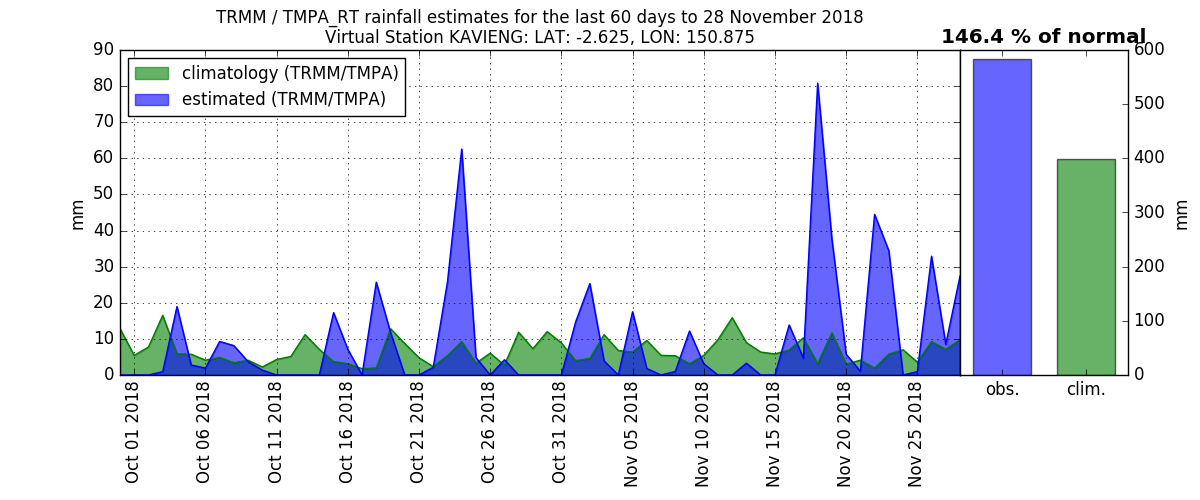 TRMM / TMPA_RT rainfall estimates for the last 60 days to 28 November 2018
Virtual Station KAVIENG: LAT: -2.625, LON: 150.875
146.4 % of normal
climatology (TRMM/TMPA)
estimated (TRMM/TMPA)
mm
90
80
70
60
50
40
30
20
10
0
Oct 01 2018
Oct 06 2018
Oct 11 2018
Oct 16 2018
Oct 21 2018
Oct 26 2018
Oct 31 2018
Nov 05 2018
Nov 10 2018
Nov 15 2018
Nov 20 2018
Nov 25 2018
obs.
clim.
600
500
400
300
200
100
0
mm